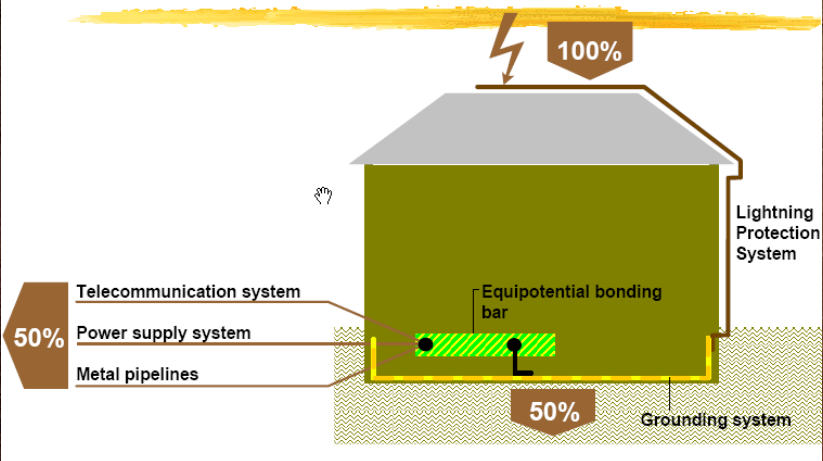 100%
Lightning
Protection
System
Telecommunication system
Equipotential bonding
bar
50%
Power supply system
Metal pipelines
50%
Grounding system